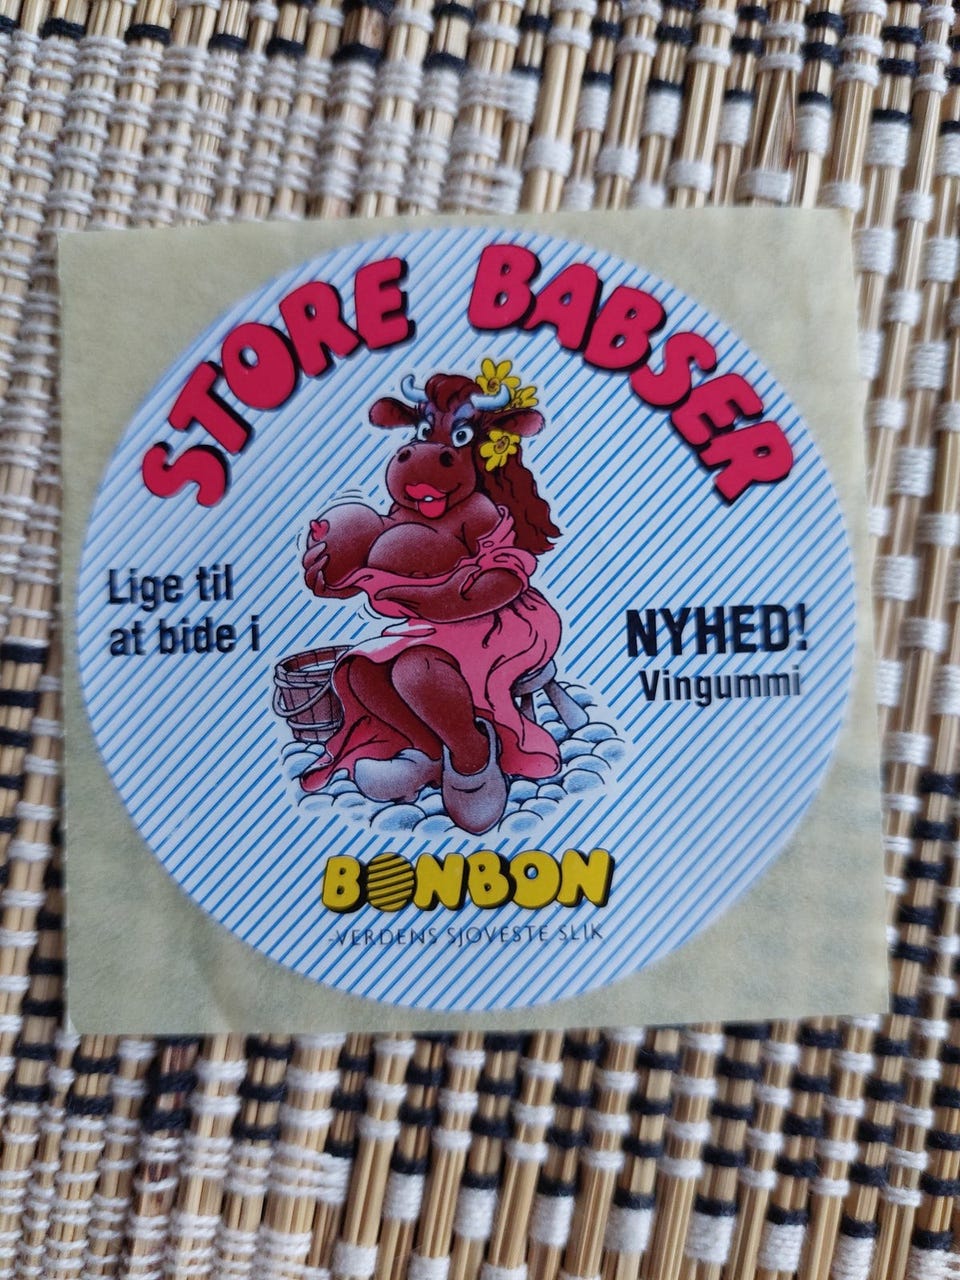 STORE BABSER
Lige til
at bide i
NYHED!
Vingummi
BONBON
-VERDENS SJOVESTE SLIK